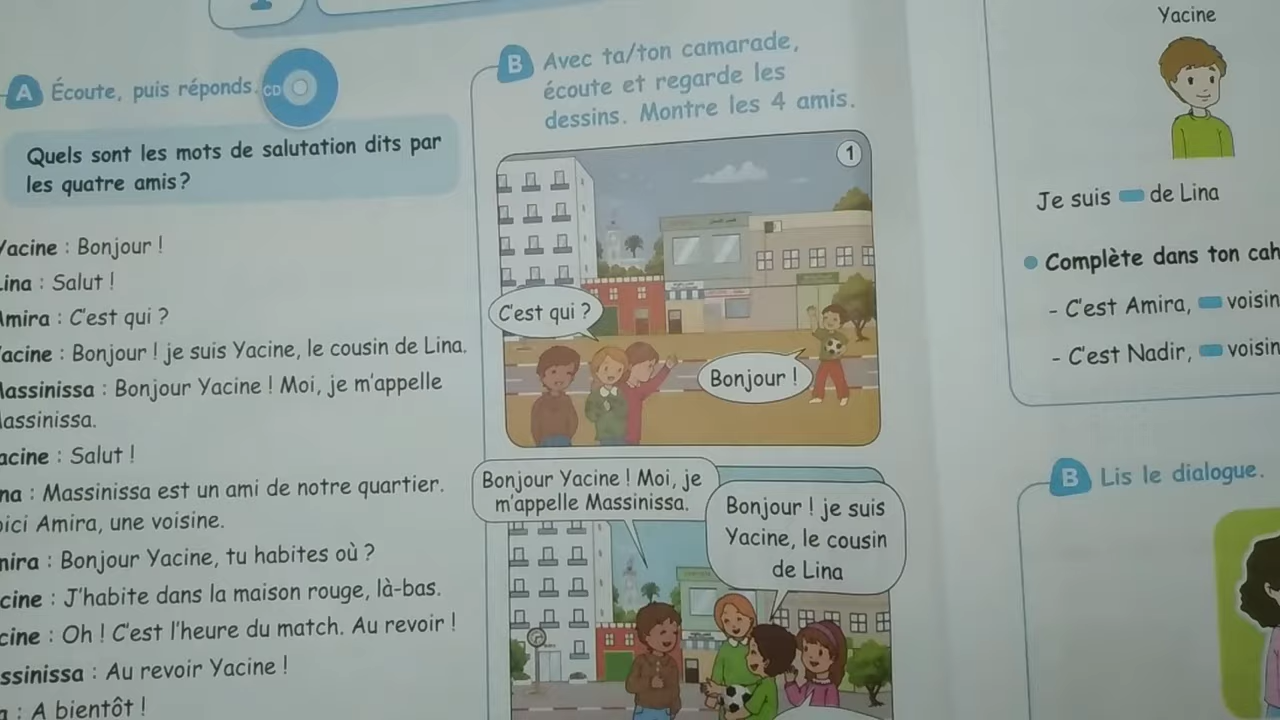 A Écoute, puis réponds. CD
Quels sont les mots de salutation dits par
les quatre amis?
Yacine : Bonjour !
Lina : Salut !
Amira : C'est qui ?
Yacine : Bonjour ! je suis Yacine, le cousin de Lina.
Massinissa : Bonjour Yacine ! Moi, je m'appelle
Massinissa.
acine : Salut !
na : Massinissa est un ami de notre quartier.
oici Amira, une voisine.
mira : Bonjour Yacine, tu habites où ?
cine : J'habite dans la maison rouge, là-bas.
cine : Oh ! C'est l'heure du match. Au revoir !
ssinissa : Au revoir Yacine !
a : A bientôt !
B Avec ta/ton camarade,
écoute et regarde les
dessins. Montre les 4 amis.
1
C'est qui ?
Bonjour !
Bonjour Yacine ! Moi, je
m'appelle Massinissa.
Bonjour ! je suis
Yacine, le cousin
de Lina
Yacine
Je suis de Lina
Complète dans ton cah
- C'est Amira, voisin
- C'est Nadir, voisin
B Lis le dialogue.